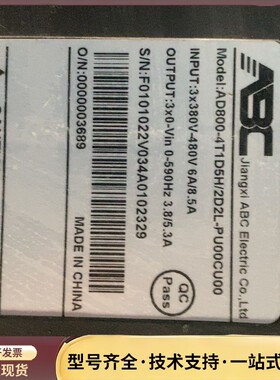 ABC
Jiangxi ABC Electric Co.,Ltd
Model:AD800-4T1D5H/2D2L-PU00CU00
INPUT:3x380V-480V 6A/8.5A
OUTPUT:3x0-Vin 0-590Hz 3.8/5.3A
S/N:F0101022V034A0102329
O/N:0000003689
QC
Pass
MADE IN CHINA
开发票
现货
型号齐全·技术支持·一站式